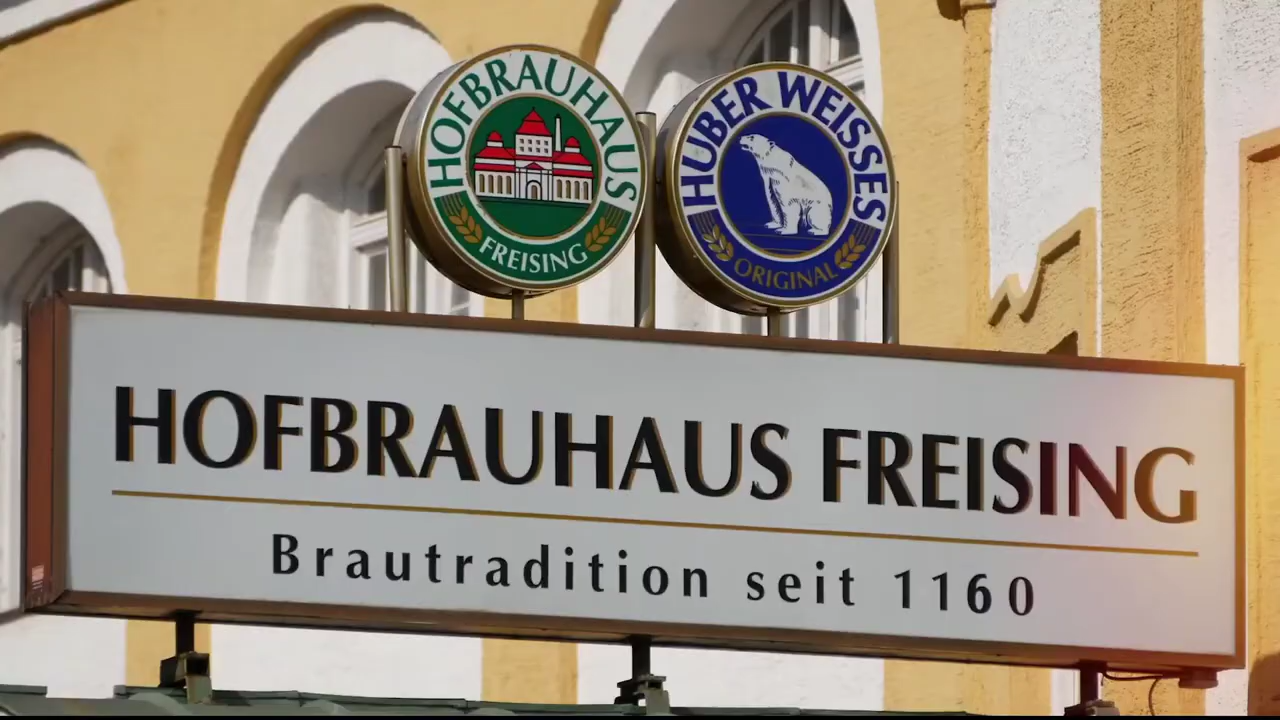 HOFBRAUHAUS
FREISING
HUBER WEISSES
ORIGINAL
HOFBRAUHAUS FREISING
Brautradition seit 1160